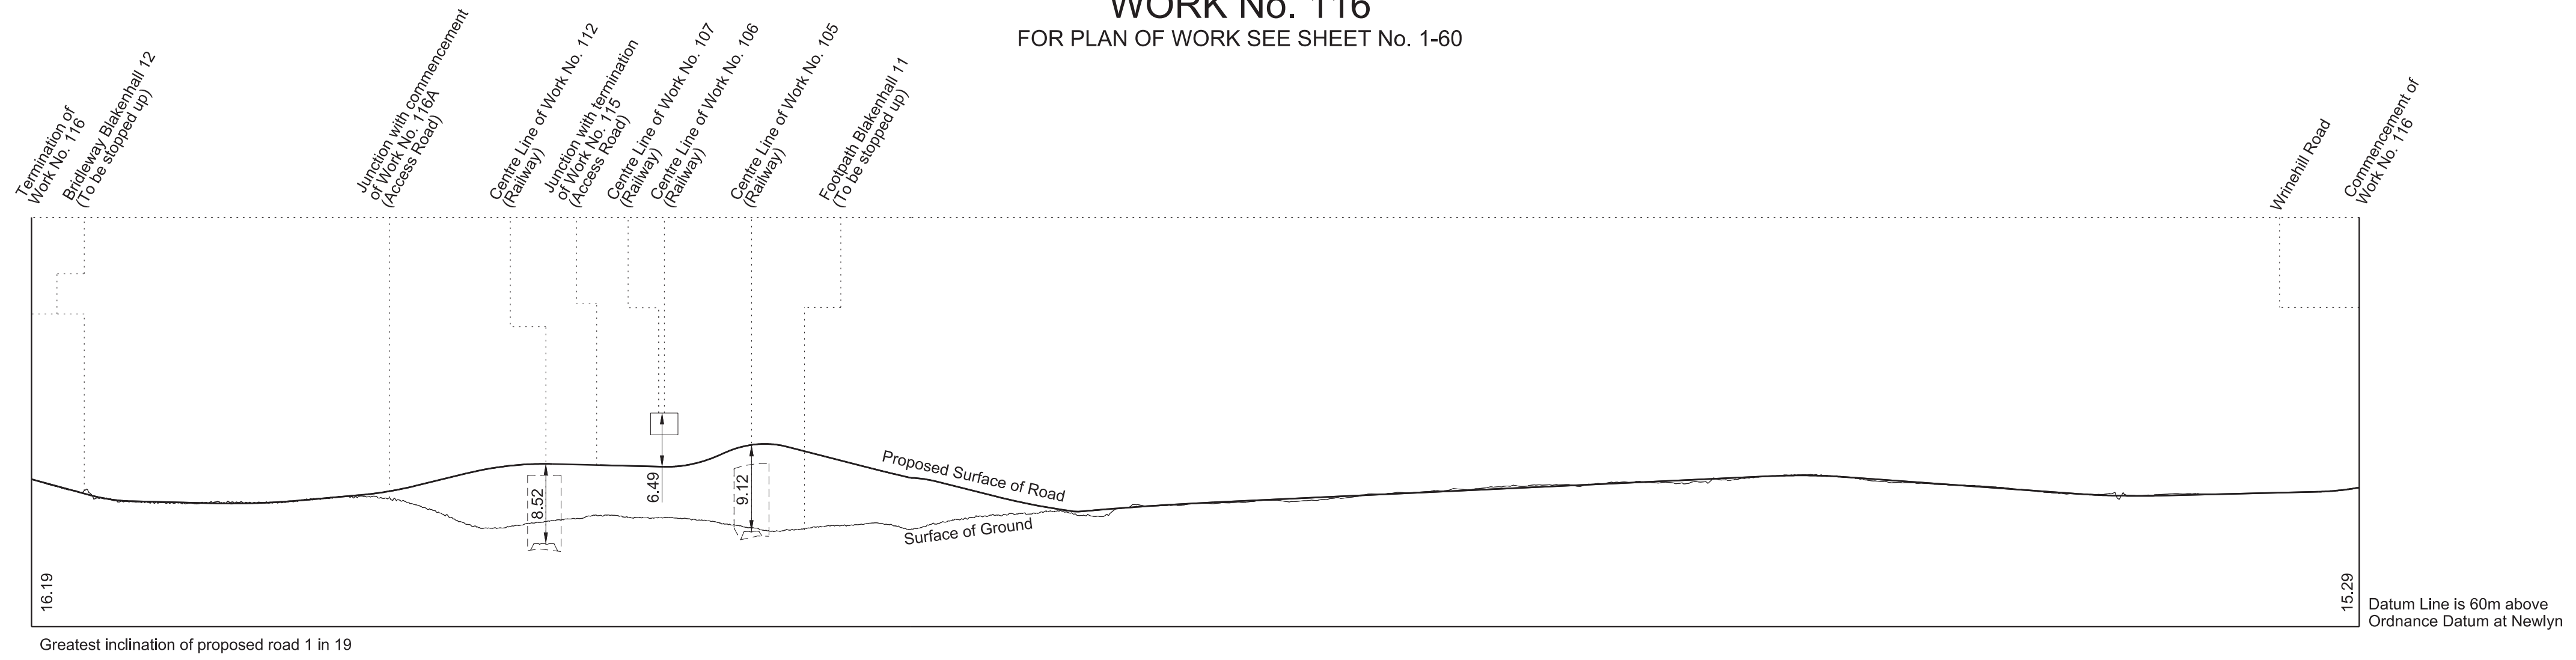 WORK No. 116
FOR PLAN OF WORK SEE SHEET No. 1-60
Termination of
Work No. 116
Bridleway Blakenhall 12
(To be stopped up)
Junction with commencement
of Work No. 116A
(Access Road)
Centre Line of Work No. 112
(Railway)
Junction with termination
of Work No. 115
(Access Road)
Centre Line of Work No. 107
(Railway)
Centre Line of Work No. 106
(Railway)
Centre Line of Work No. 105
(Railway)
Footpath Blakenhall 11
(To be stopped up)
Wrinehill Road
Commencement of
Work No. 116
8.52
6.49
9.12
Proposed Surface of Road
Surface of Ground
16.19
15.29
Datum Line is 60m above
Ordnance Datum at Newlyn
Greatest inclination of proposed road 1 in 19